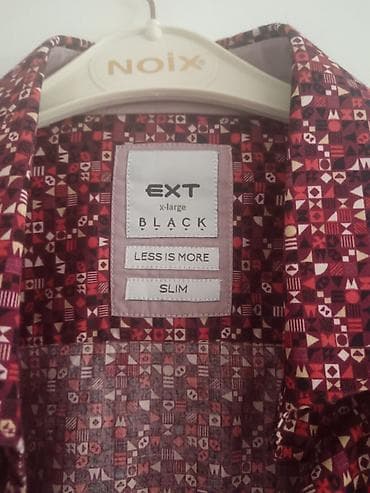 NOIX
EXT
x-large
BLACK
LESS IS MORE
SLIM